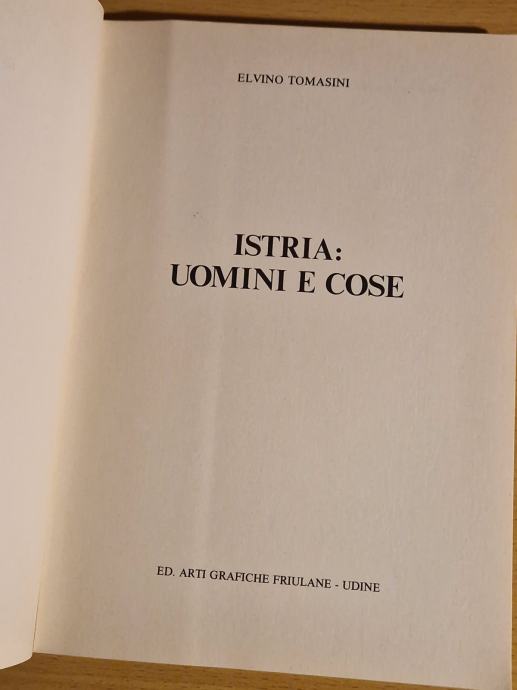 ELVINO TOMASINI
ISTRIA:
UOMINI E COSE
ED. ARTI GRAFICHE FRIULANE - UDINE